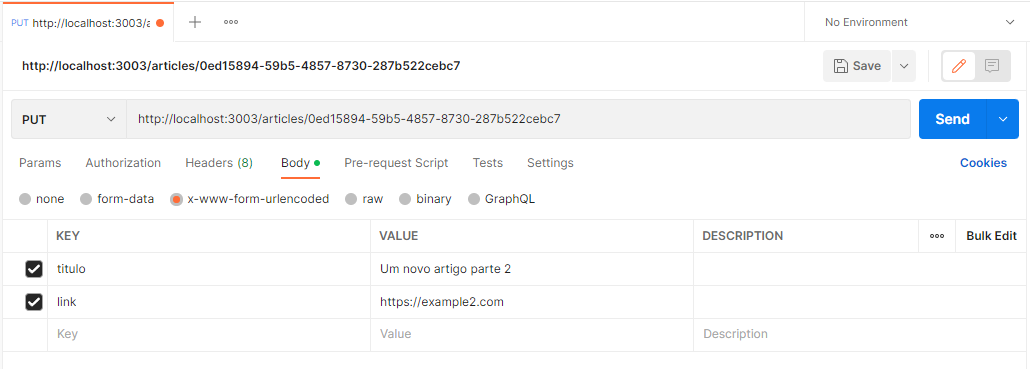 PUT http://localhost:3003/a
No Environment
http://localhost:3003/articles/0ed15894-59b5-4857-8730-287b522cebc7
Save
PUT http://localhost:3003/articles/0ed15894-59b5-4857-8730-287b522cebc7 Send
Params Authorization Headers (8) Body Pre-request Script Tests Settings Cookies
none form-data x-www-form-urlencoded raw binary GraphQL
KEY VALUE DESCRIPTION Bulk Edit
titulo Um novo artigo parte 2
link https://example2.com
Key Value Description